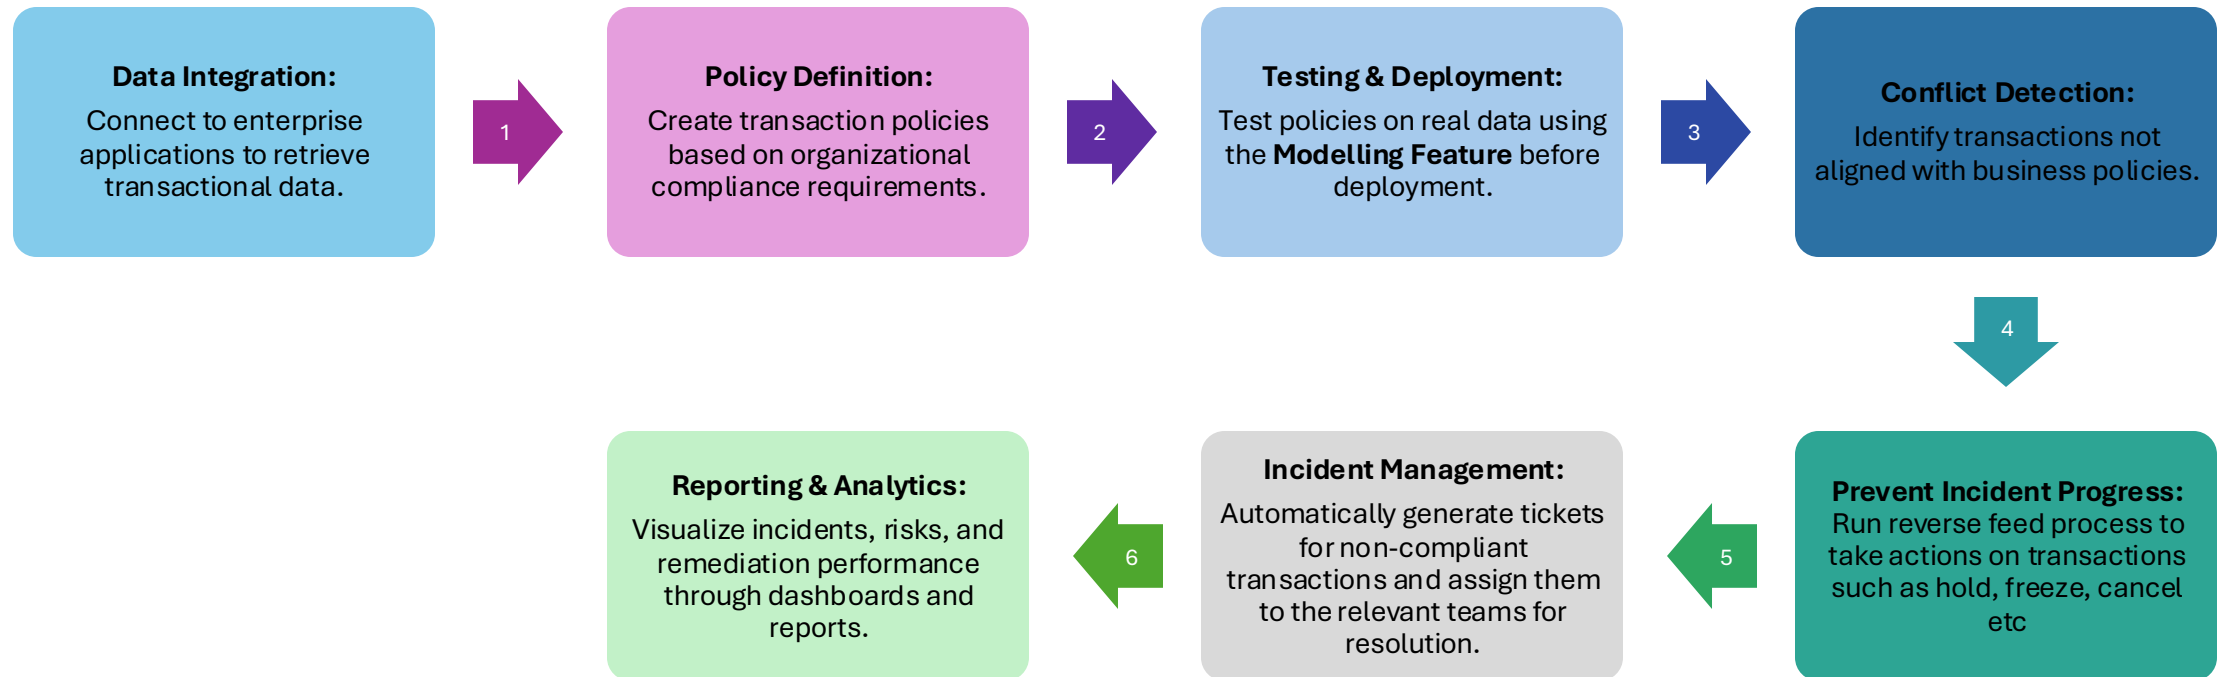 Data Integration:
Connect to enterprise
applications to retrieve
transactional data.
1
Policy Definition:
Create transaction policies
based on organizational
compliance requirements.
2
Testing & Deployment:
Test policies on real data using
the Modelling Feature before
deployment.
3
Conflict Detection:
Identify transactions not
aligned with business policies.
4
Prevent Incident Progress:
Run reverse feed process to
take actions on transactions
such as hold, freeze, cancel
etc
5
Incident Management:
Automatically generate tickets
for non-compliant
transactions and assign them
to the relevant teams for
resolution.
6
Reporting & Analytics:
Visualize incidents, risks, and
remediation performance
through dashboards and
reports.